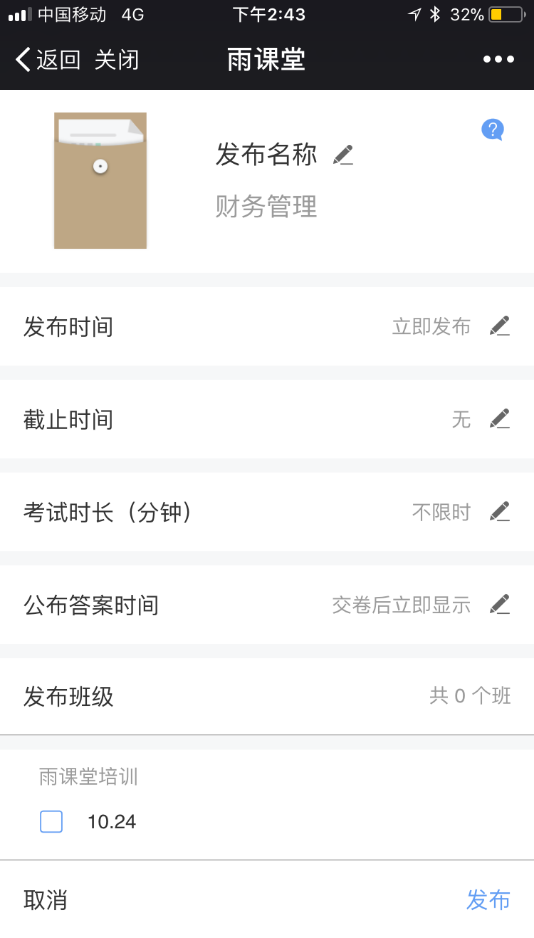 中国移动 4G 下午2:43 32%
返回 关闭 雨课堂
发布名称
财务管理
发布时间 立即发布
截止时间 无
考试时长（分钟） 不限时
公布答案时间 交卷后立即显示
发布班级 共 0 个班
雨课堂培训
10.24
取消 发布